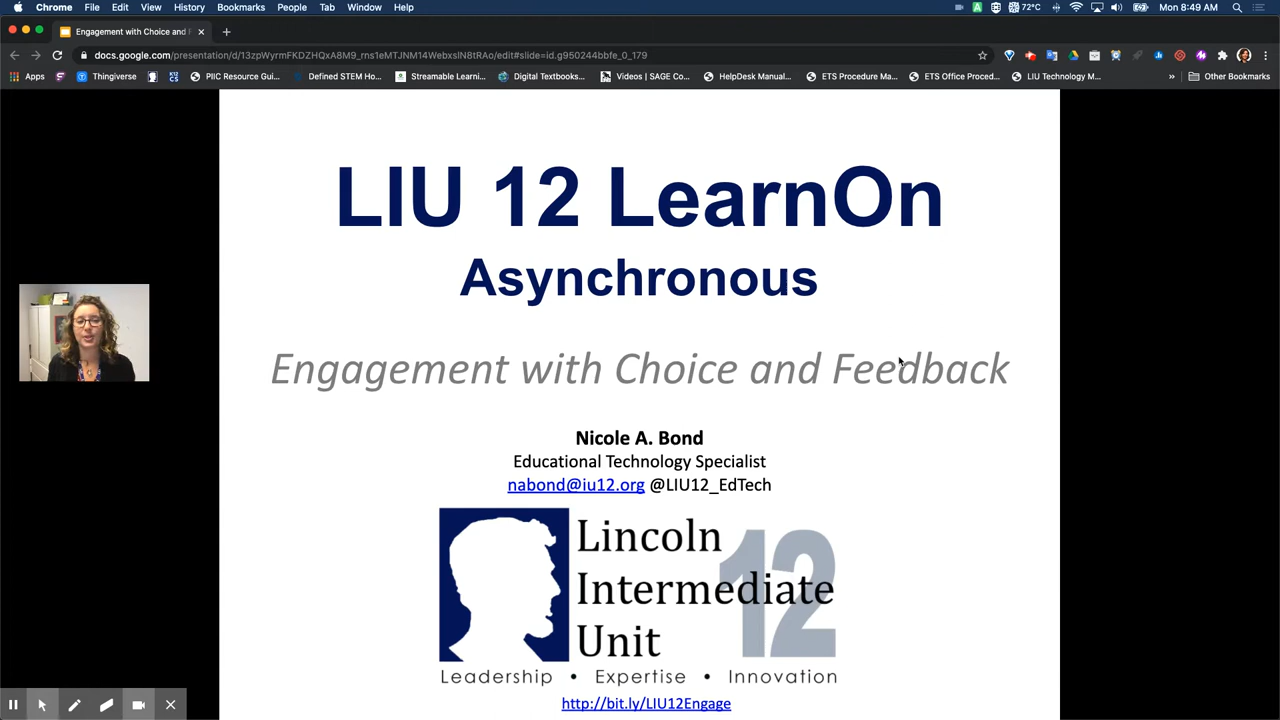 Chrome File Edit View History Bookmarks People Tab Window Help
72°C Mon 8:49 AM
Engagement with Choice and F
docs.google.com/presentation/d/13zpWyrmFKDZHQxA8M9_rns1eMTJNM14WebxslN8tRAo/edit#slide=id.g950244bvfe_0_179
Apps Thingiverse PIIC Resource Gui... Defined STEM Ho... Streamable Learni... Digital Textbooks... Videos | SAGE Co... HelpDesk Manual... ETS Procedure Ma... ETS Office Proced... LIU Technology M... » Other Bookmarks
LIU 12 LearnOn
Asynchronous
Engagement with Choice and Feedback
Nicole A. Bond
Educational Technology Specialist
nabond@iu12.org @LIU12_EdTech
Lincoln
Intermediate
Unit
12
Leadership • Expertise • Innovation
http://bit.ly/LIU12Engage